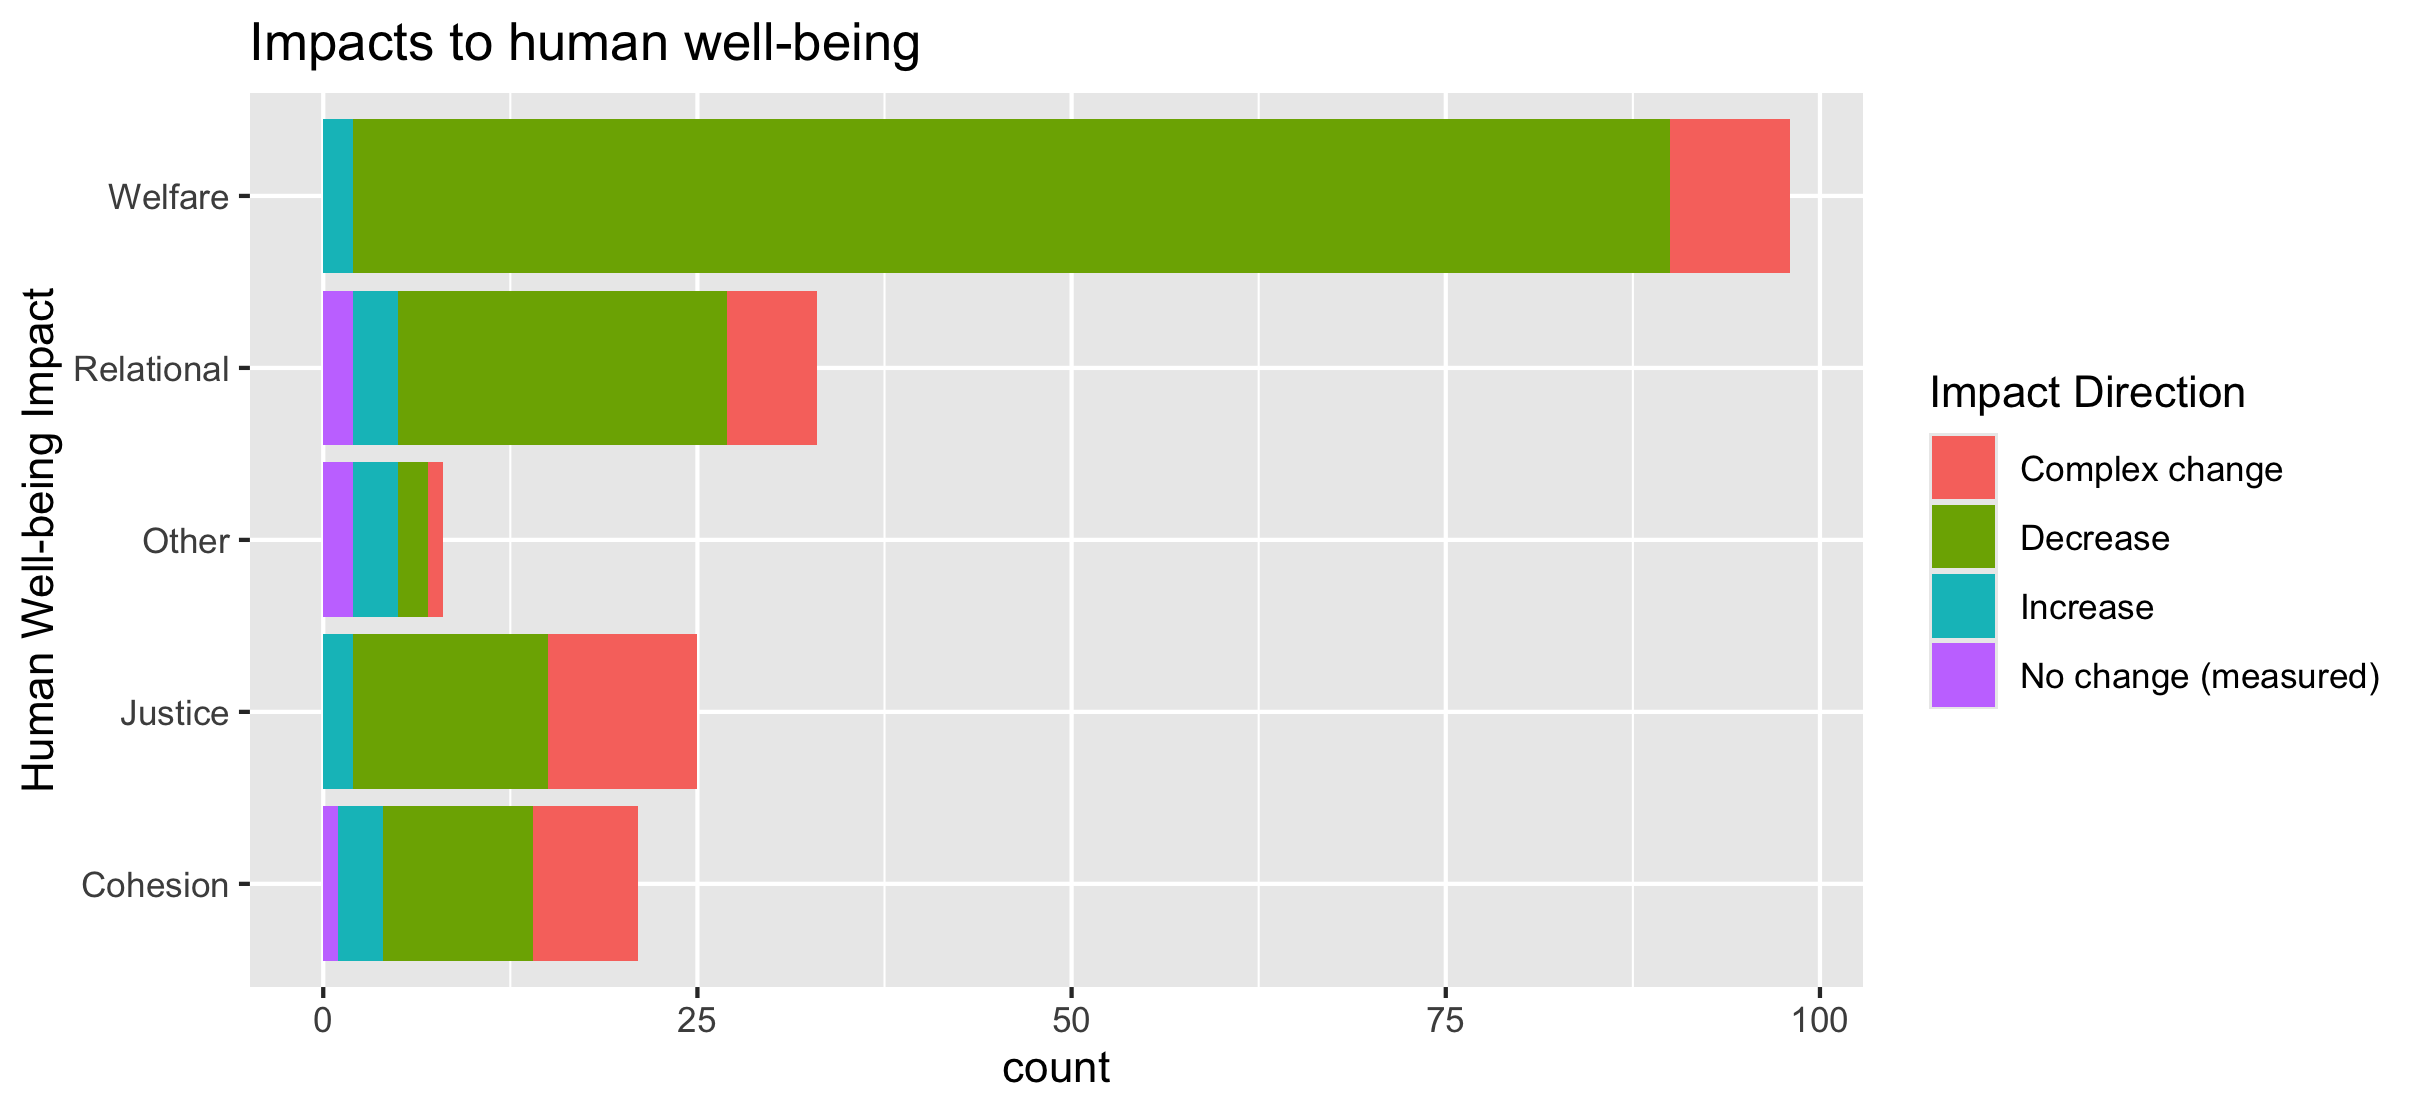 Impacts to human well-being
Human Well-being Impact
Welfare
Relational
Other
Justice
Cohesion
0 25 50 75 100
count
Impact Direction
Complex change
Decrease
Increase
No change (measured)